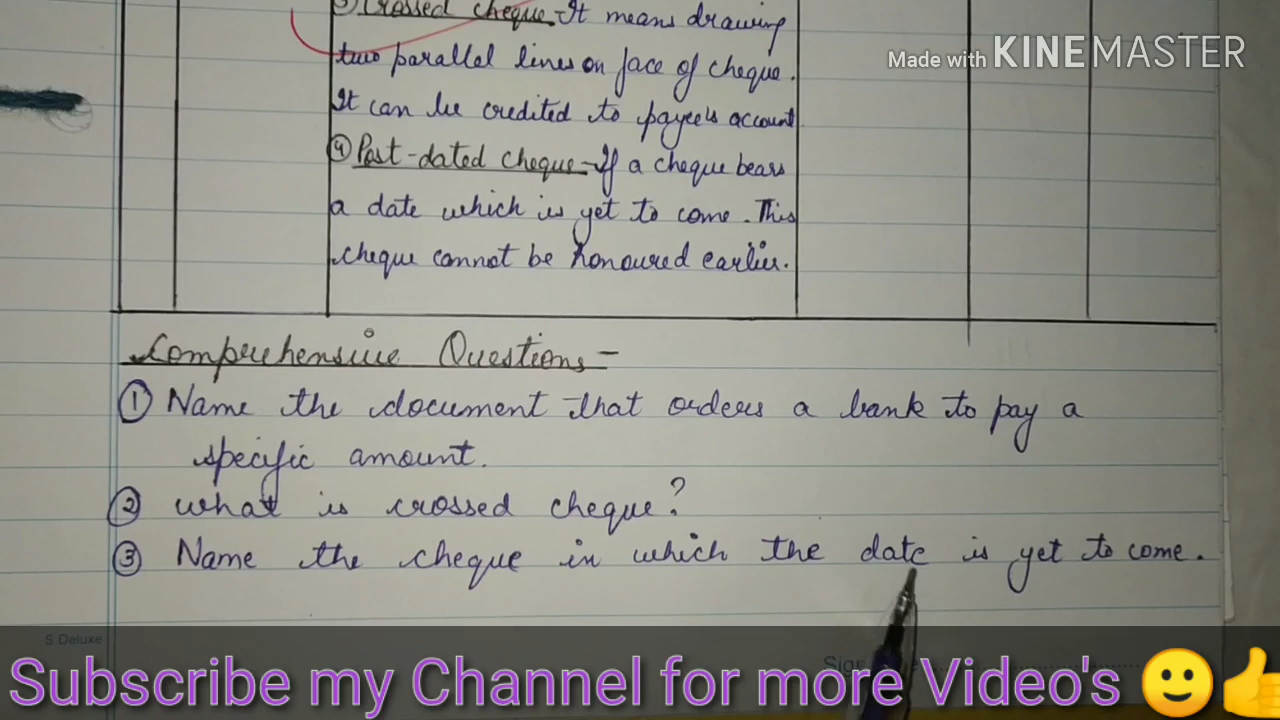 ③ Crossed cheque - It means drawing
two parallel lines on face of cheque.
It can be credited to payee's account
④ Post-dated cheque - If a cheque bears
a date which is yet to come. This
cheque cannot be honoured earlier.
Made with KINEMASTER
Comprehensive Questions -
① Name the document that orders a bank to pay a
specific amount.
② What is crossed cheque?
③ Name the cheque in which the date is yet to come.
S Deluxe
Subscribe my Channel for more Video's 🙂👍